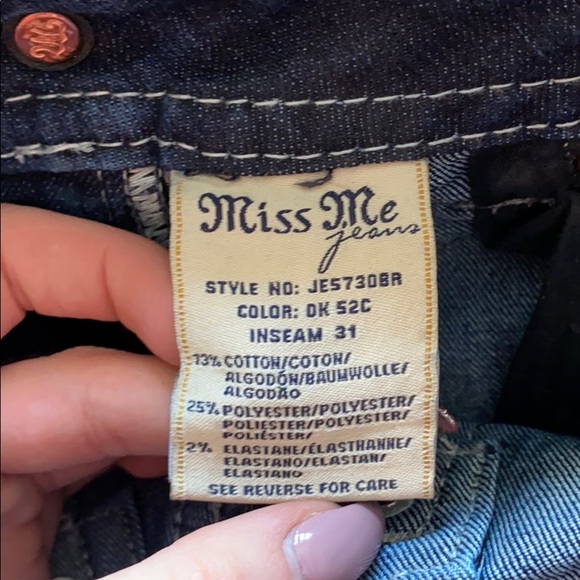 Miss Me
jeans
STYLE NO: JE5730BR
COLOR: DK 52C
INSEAM 31
73% COTTON/COTON/
ALGODÓN/BAUMWOLLE/
ALGODÃO
25% POLYESTER/POLYESTER/
POLIESTER/POLYESTER/
POLIÉSTER/
2% ELASTANE/ÉLASTHANNE/
ELASTANO/ELASTAN/
ELASTANO
SEE REVERSE FOR CARE